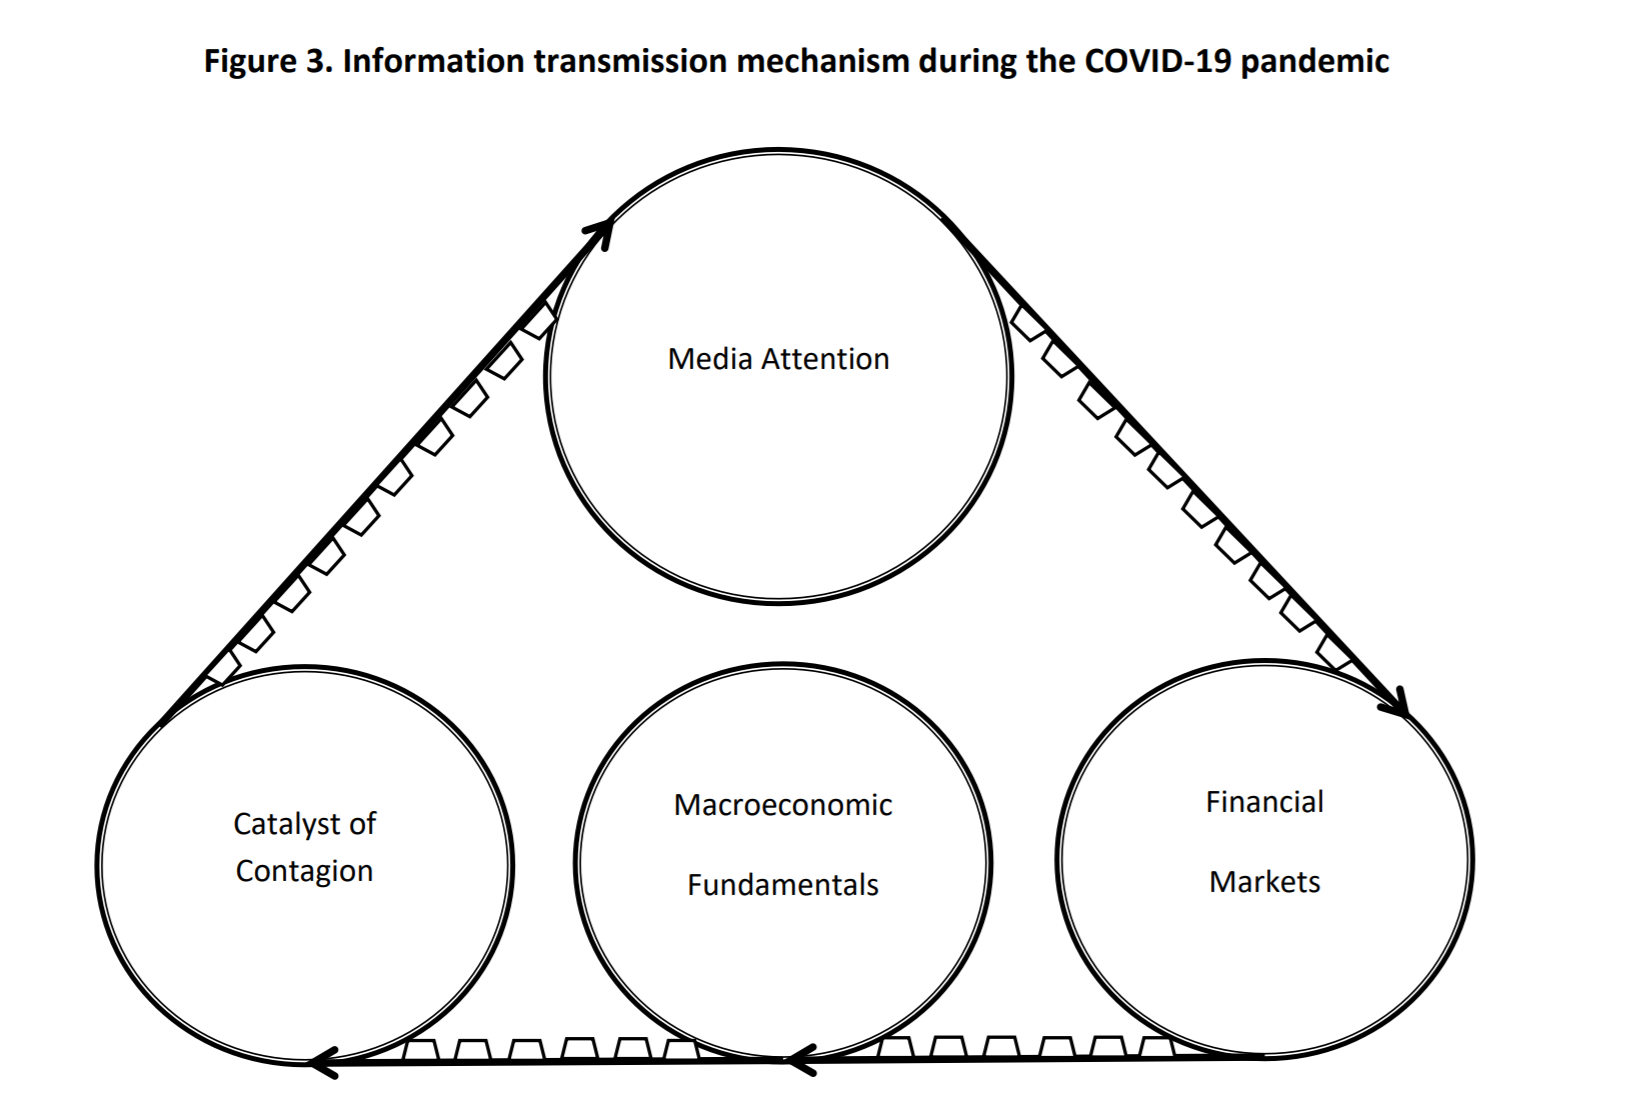 Figure 3. Information transmission mechanism during the COVID-19 pandemic
Media Attention
Catalyst of
Contagion
Macroeconomic
Fundamentals
Financial
Markets